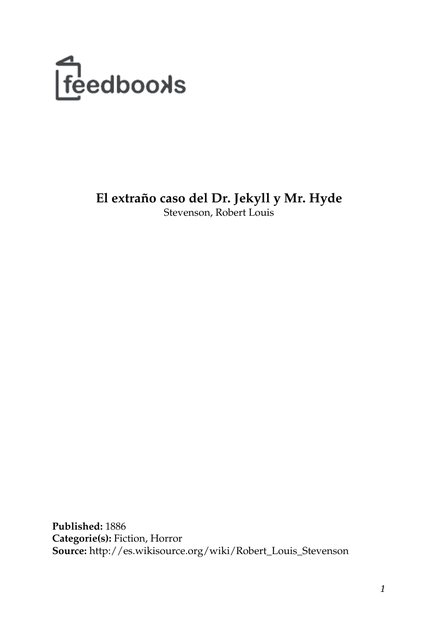 feedbooks
El extraño caso del Dr. Jekyll y Mr. Hyde
Stevenson, Robert Louis
Published: 1886
Categorie(s): Fiction, Horror
Source: http://es.wikisource.org/wiki/Robert_Louis_Stevenson
1